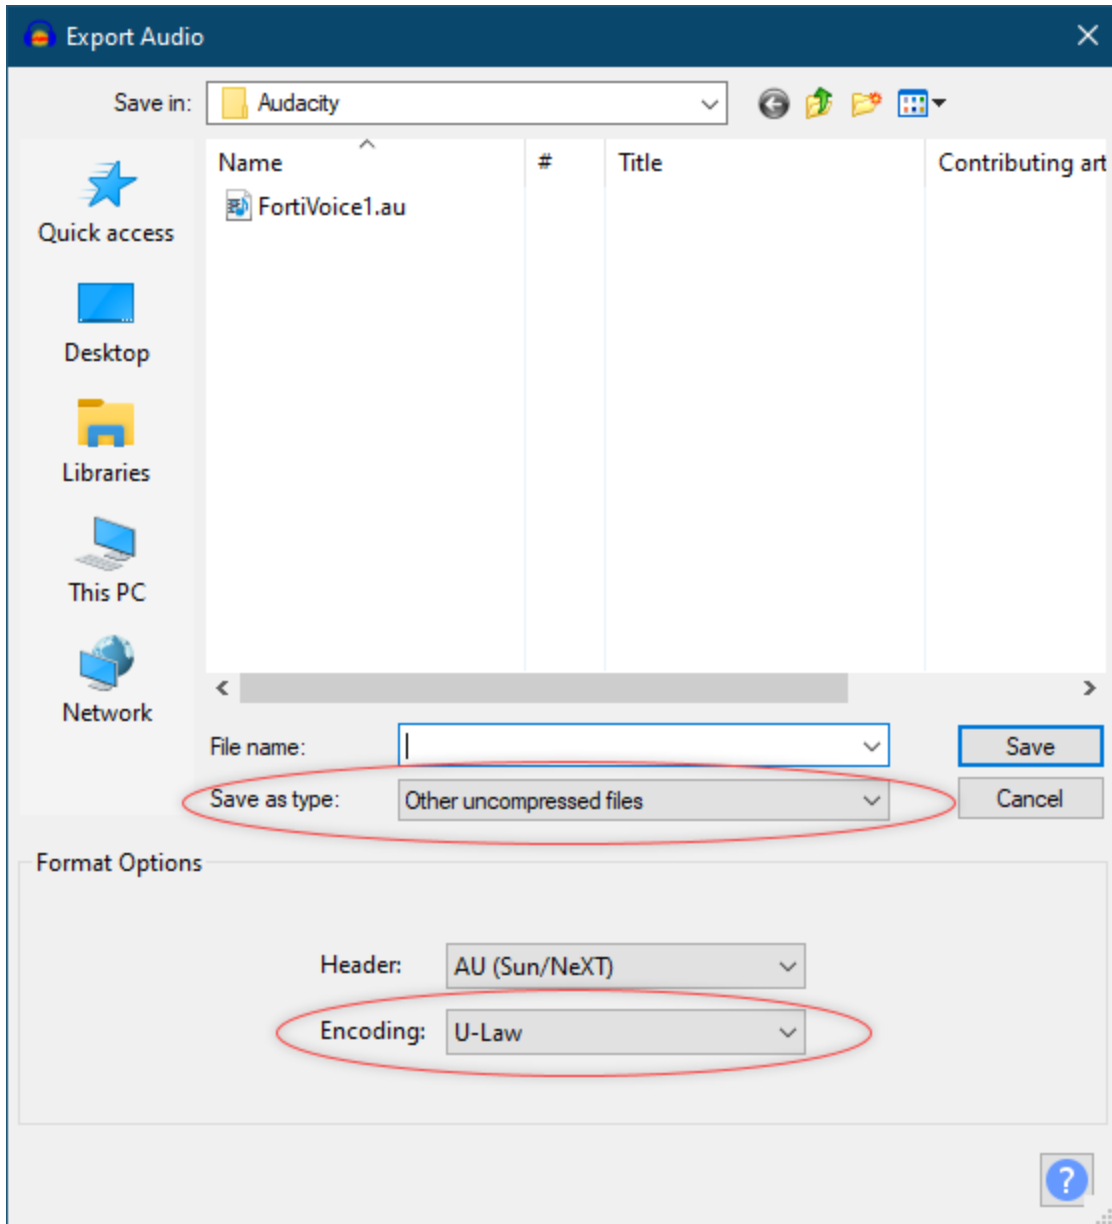 Export Audio
Save in: Audacity
Name # Title Contributing art
FortiVoice1.au
Quick access
Desktop
Libraries
This PC
Network
File name: Save
Save as type: Other uncompressed files Cancel
Format Options
Header: AU (Sun/NeXT)
Encoding: U-Law
?